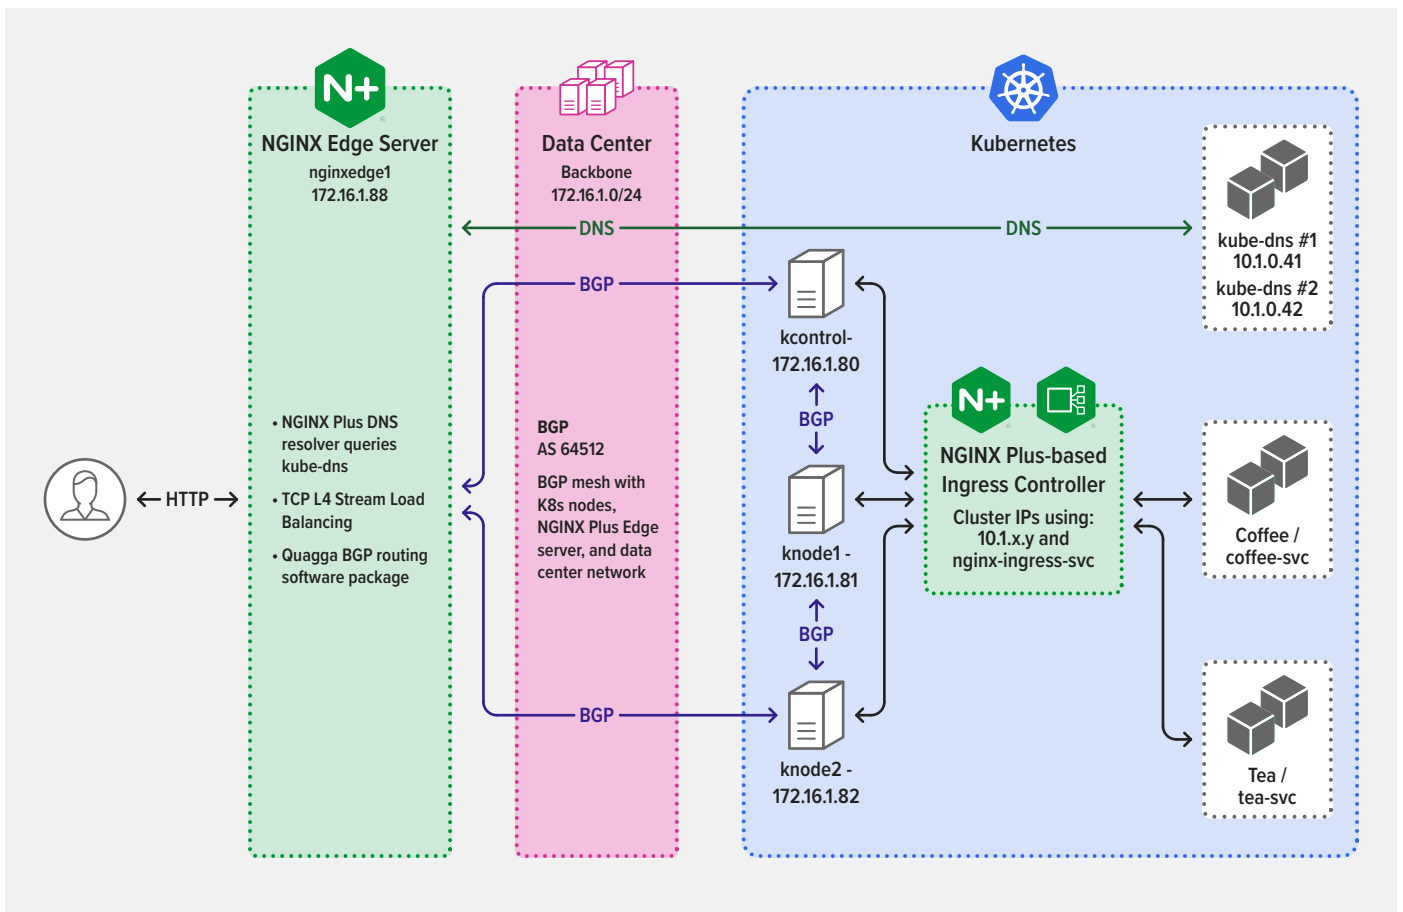 N+
NGINX Edge Server
nginxedge1
172.16.1.88
• NGINX Plus DNS
resolver queries
kube-dns
• TCP L4 Stream Load
Balancing
• Quagga BGP routing
software package
HTTP
Data Center
Backbone
172.16.1.0/24
DNS
BGP
BGP
AS 64512
BGP mesh with
K8s nodes,
NGINX Plus Edge
server, and data
center network
BGP
Kubernetes
DNS
kcontrol-
172.16.1.80
BGP
knode1 -
172.16.1.81
BGP
knode2 -
172.16.1.82
N+
NGINX Plus-based
Ingress Controller
Cluster IPs using:
10.1.x.y and
nginx-ingress-svc
kube-dns #1
10.1.0.41
kube-dns #2
10.1.0.42
Coffee /
coffee-svc
Tea /
tea-svc